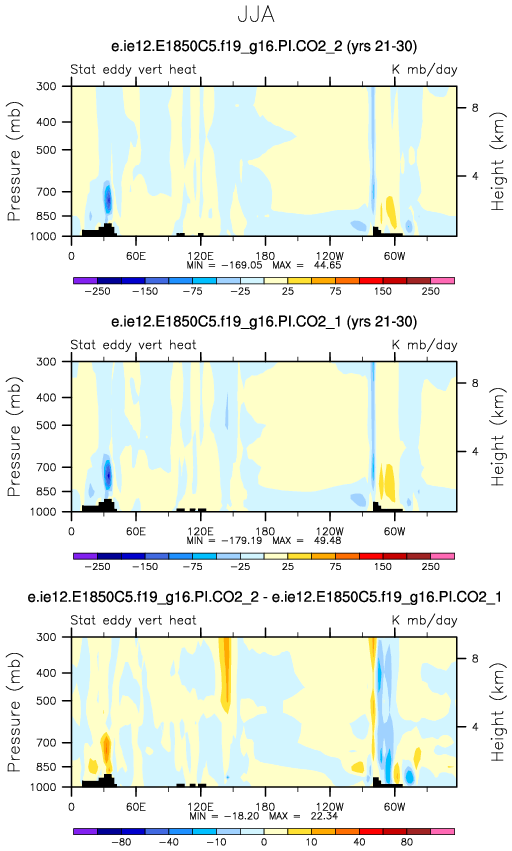 JJA
e.ie12.E1850C5.f19_g16.PI.CO2_2 (yrs 21-30)
Stat eddy vert heat K mb/day
300 400 500 700 850 1000
Pressure (mb)
8 4
Height (km)
0 60E 120E 180 120W 60W
MIN = -169.05 MAX = 44.65
-250 -150 -75 -25 25 75 150 250
e.ie12.E1850C5.f19_g16.PI.CO2_1 (yrs 21-30)
Stat eddy vert heat K mb/day
300 400 500 700 850 1000
Pressure (mb)
8 4
Height (km)
0 60E 120E 180 120W 60W
MIN = -179.19 MAX = 49.48
-250 -150 -75 -25 25 75 150 250
e.ie12.E1850C5.f19_g16.PI.CO2_2 - e.ie12.E1850C5.f19_g16.PI.CO2_1
Stat eddy vert heat K mb/day
300 400 500 700 850 1000
Pressure (mb)
8 4
Height (km)
0 60E 120E 180 120W 60W
MIN = -18.20 MAX = 22.34
-80 -40 -10 0 10 40 80